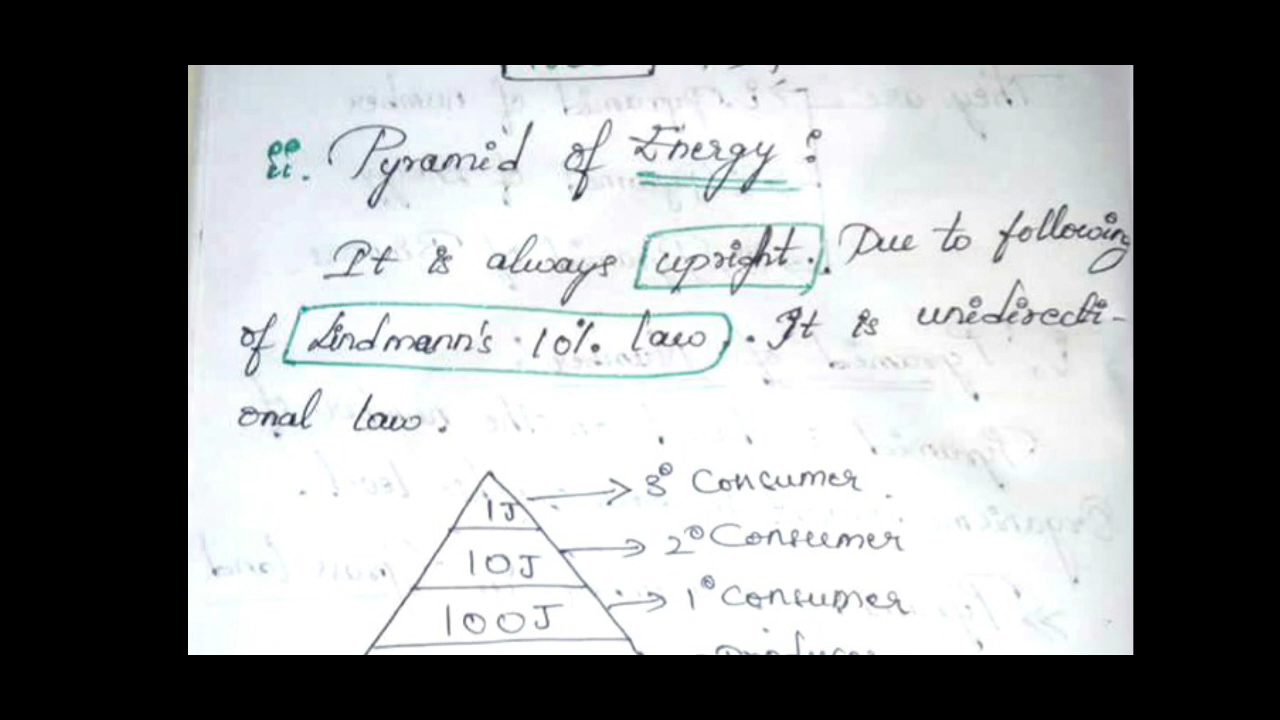 ii. Pyramid of Energy :
It is always upright. Due to following
of Lindmann's 10% law. It is unidirecti-
onal law.
1J → 3° Consumer
10J → 2° Consumer
100J → 1° Consumer
producer